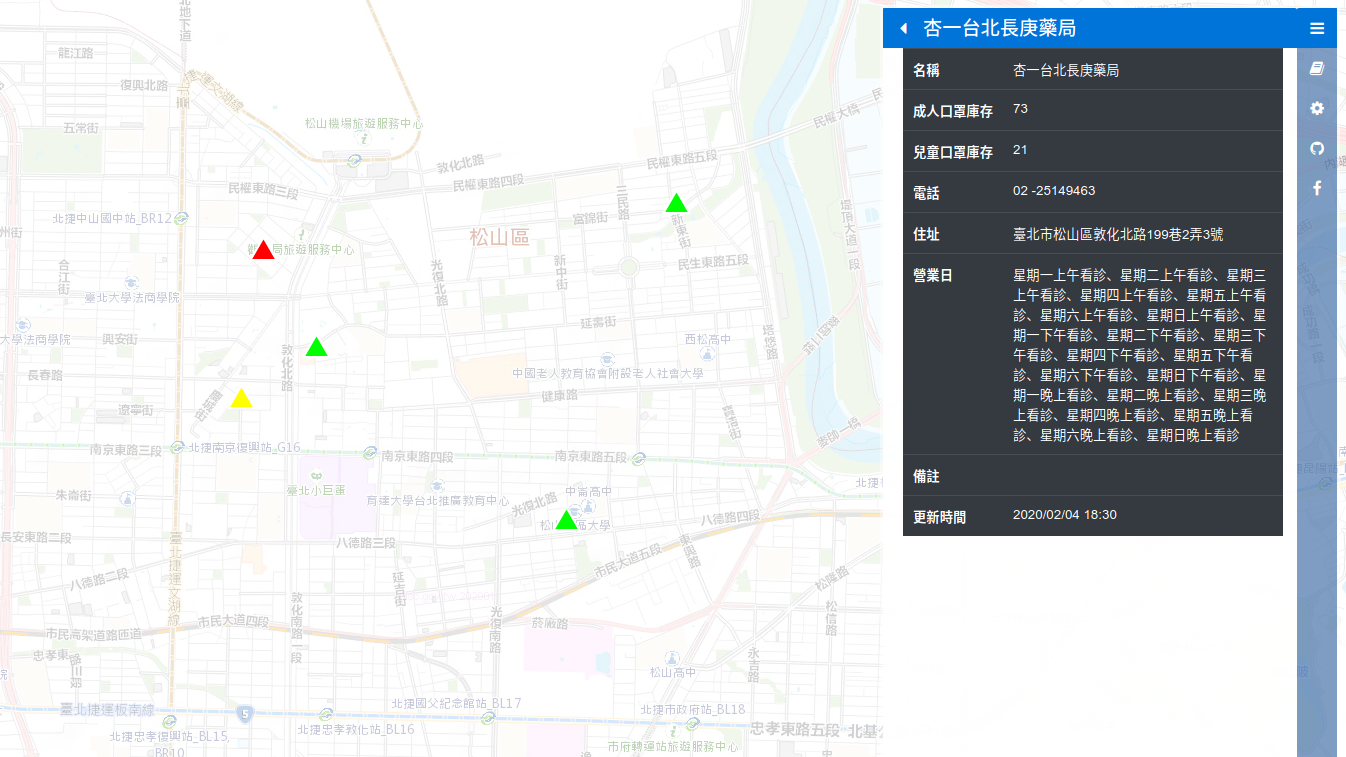 杏一台北長庚藥局
名稱 杏一台北長庚藥局
成人口罩庫存 73
兒童口罩庫存 21
電話 02 -25149463
住址 臺北市松山區敦化北路199巷2弄3號
營業日 星期一上午看診、星期二上午看診、星期三
上午看診、星期四上午看診、星期五上午看
診、星期六上午看診、星期日上午看診、星
期一下午看診、星期二下午看診、星期三下
午看診、星期四下午看診、星期五下午看
診、星期六下午看診、星期日下午看診、星
期一晚上看診、星期二晚上看診、星期三晚
上看診、星期四晚上看診、星期五晚上看
診、星期六晚上看診、星期日晚上看診
備註
更新時間 2020/02/04 18:30
北地下道
龍江路
復興北路
北捷文湖線
五常街
松山機場旅遊服務中心
敦化北路
民權大橋
民權東路五段
民權東路三段
民權東路四段
三民路
北捷中山國中站_BR12
州街
富錦街
新東街
堤頂大道一段
松山區
旅遊服務中心
合江街
光復北路
新中街
民生東路五段
臺北大學法商學院
延壽街
塔悠路
大學法商學院
興安街
西松高中
敦化北路
長春路
中國老人教育協會附設老人社會大學
遼寧街
健康路
南京東路三段
北捷南京復興站_G16
南京東路四段
南京東路五段
麥帥一橋
臺北小巨蛋
朱崙街
育達大學台北推廣教育中心
中崙高中
光復北路
八德路四段
長安東路二段
臺北捷運文湖線
八德路三段
市民大道五段
東興路
八德路二段
延吉街
松隆路
敦化南路一段
光復南路
松信路
市民大道四段
菸廠路
市民高架道路匝道
忠孝東
松山高中
永吉路
臺北捷運板南線
5
北捷國父紀念館站_BL17
北捷市政府站_BL18
北捷忠孝復興站_BL15,
BR10
北捷忠孝敦化站_BL16
忠孝東路五段
市府轉運站旅遊服務中心